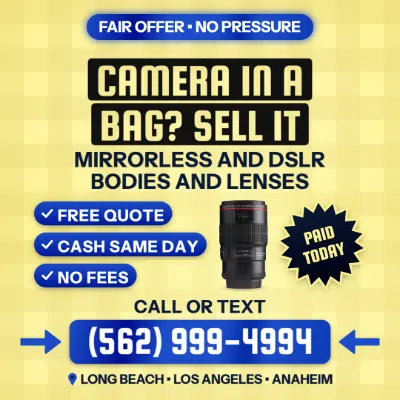 FAIR OFFER • NO PRESSURE
CAMERA IN A
BAG? SELL IT
MIRRORLESS AND DSLR
BODIES AND LENSES
✓ FREE QUOTE
✓ CASH SAME DAY
✓ NO FEES
PAID
TODAY
CALL OR TEXT
(562) 999-4994
LONG BEACH • LOS ANGELES • ANAHEIM